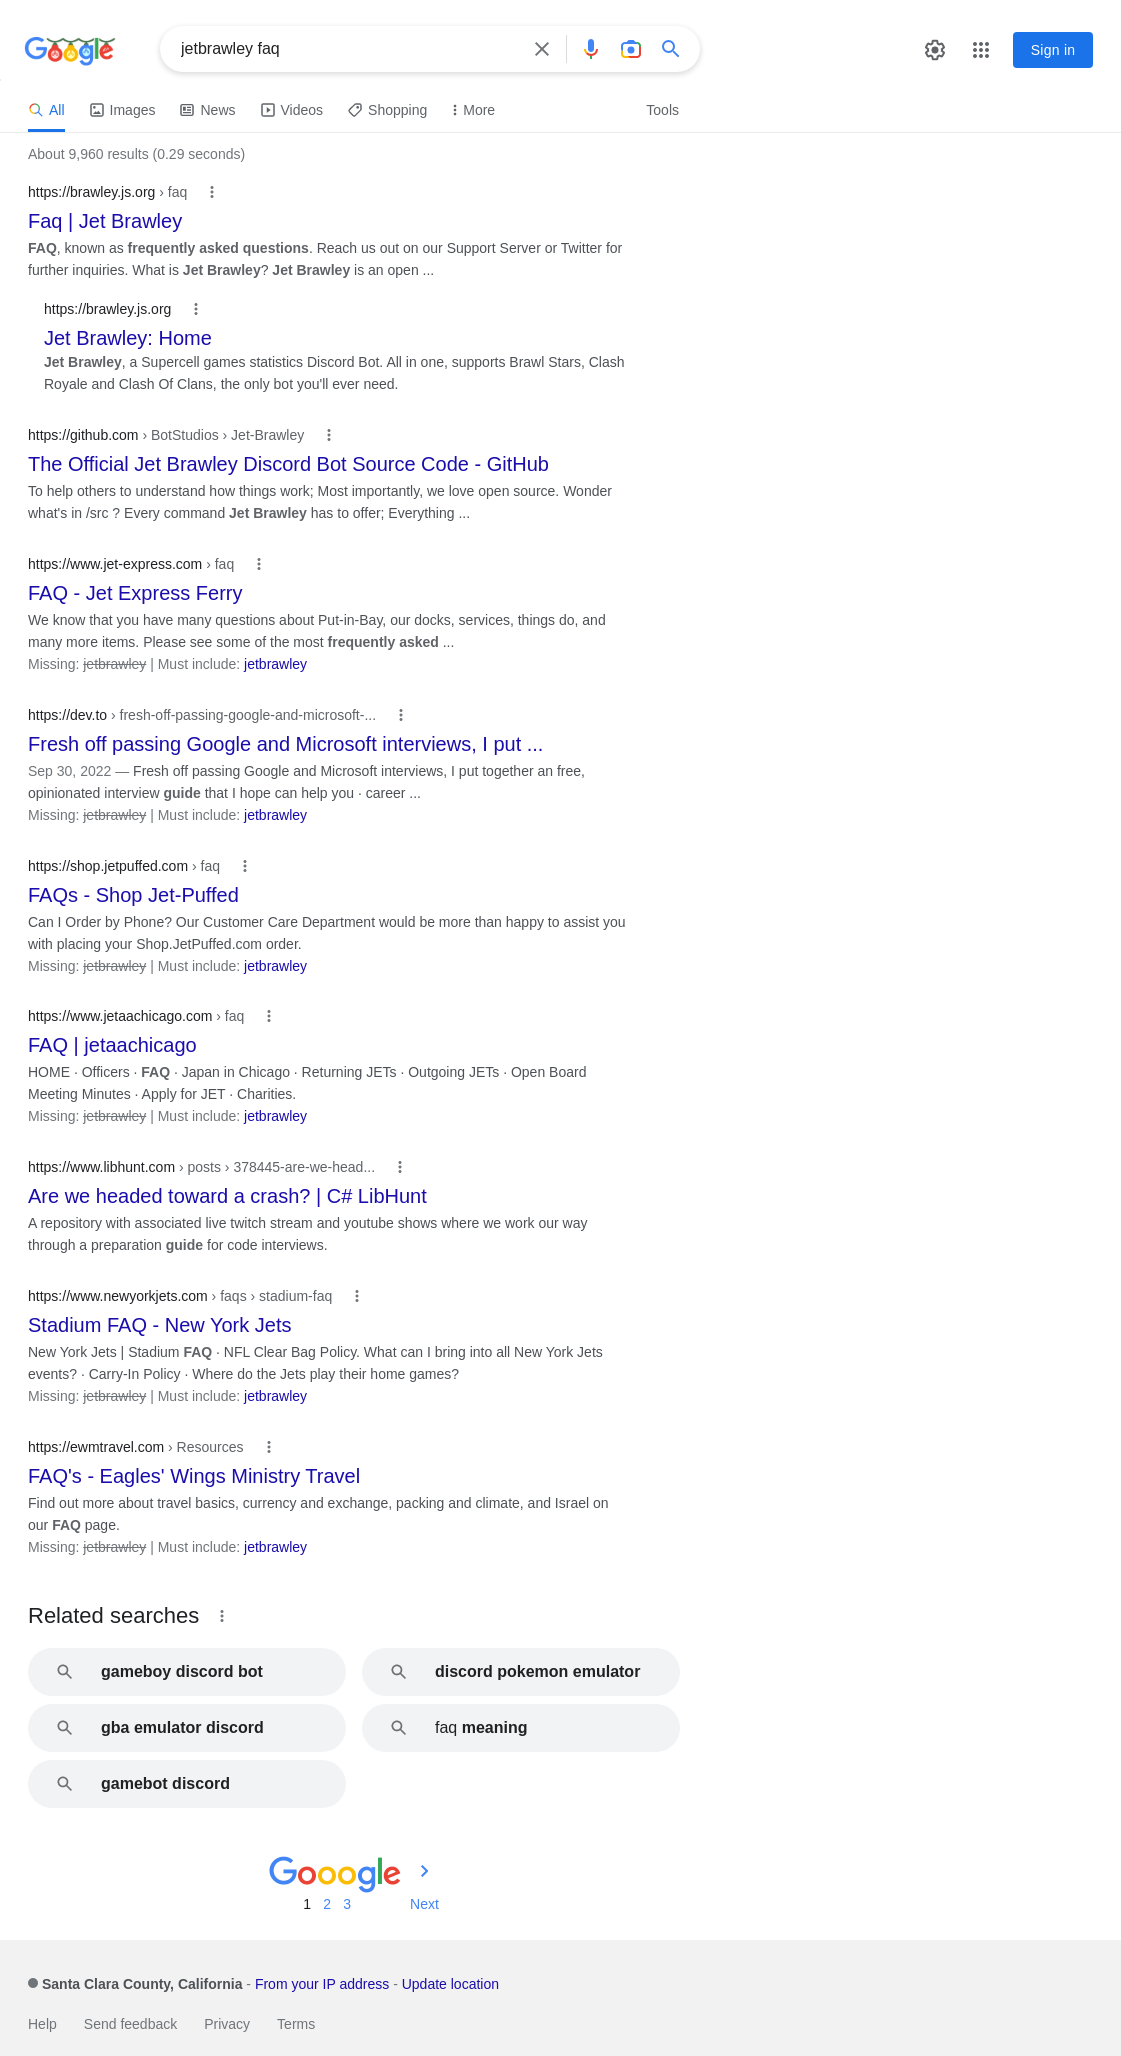 Google
jetbrawley faq
Sign in
All Images News Videos Shopping More Tools
About 9,960 results (0.29 seconds)
https://brawley.js.org › faq
Faq | Jet Brawley
FAQ, known as frequently asked questions. Reach us out on our Support Server or Twitter for
further inquiries. What is Jet Brawley? Jet Brawley is an open ...
https://brawley.js.org
Jet Brawley: Home
Jet Brawley, a Supercell games statistics Discord Bot. All in one, supports Brawl Stars, Clash
Royale and Clash Of Clans, the only bot you'll ever need.
https://github.com › BotStudios › Jet-Brawley
The Official Jet Brawley Discord Bot Source Code - GitHub
To help others to understand how things work; Most importantly, we love open source. Wonder
what's in /src ? Every command Jet Brawley has to offer; Everything ...
https://www.jet-express.com › faq
FAQ - Jet Express Ferry
We know that you have many questions about Put-in-Bay, our docks, services, things do, and
many more items. Please see some of the most frequently asked ...
Missing: jetbrawley | Must include: jetbrawley
https://dev.to › fresh-off-passing-google-and-microsoft-...
Fresh off passing Google and Microsoft interviews, I put ...
Sep 30, 2022 — Fresh off passing Google and Microsoft interviews, I put together an free,
opinionated interview guide that I hope can help you · career ...
Missing: jetbrawley | Must include: jetbrawley
https://shop.jetpuffed.com › faq
FAQs - Shop Jet-Puffed
Can I Order by Phone? Our Customer Care Department would be more than happy to assist you
with placing your Shop.JetPuffed.com order.
Missing: jetbrawley | Must include: jetbrawley
https://www.jetaachicago.com › faq
FAQ | jetaachicago
HOME · Officers · FAQ · Japan in Chicago · Returning JETs · Outgoing JETs · Open Board
Meeting Minutes · Apply for JET · Charities.
Missing: jetbrawley | Must include: jetbrawley
https://www.libhunt.com › posts › 378445-are-we-head...
Are we headed toward a crash? | C# LibHunt
A repository with associated live twitch stream and youtube shows where we work our way
through a preparation guide for code interviews.
https://www.newyorkjets.com › faqs › stadium-faq
Stadium FAQ - New York Jets
New York Jets | Stadium FAQ · NFL Clear Bag Policy. What can I bring into all New York Jets
events? · Carry-In Policy · Where do the Jets play their home games?
Missing: jetbrawley | Must include: jetbrawley
https://ewmtravel.com › Resources
FAQ's - Eagles' Wings Ministry Travel
Find out more about travel basics, currency and exchange, packing and climate, and Israel on
our FAQ page.
Missing: jetbrawley | Must include: jetbrawley
Related searches
gameboy discord bot
discord pokemon emulator
gba emulator discord
faq meaning
gamebot discord
Gooogle
1 2 3 Next
Santa Clara County, California - From your IP address - Update location
Help Send feedback Privacy Terms